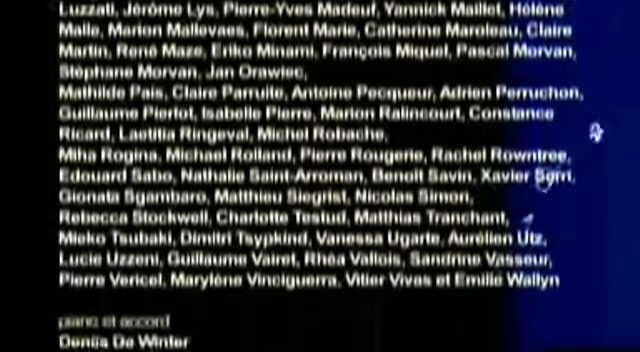 Luzzati, Jérôme Lys, Pierre-Yves Madeuf, Yannick Maillet, Hélène
Malle, Marion Mallevaes, Florent Marie, Catherine Maroleau, Claire
Martin, René Maze, Eriko Minami, François Miquel, Pascal Morvan,
Stéphane Morvan, Jan Orawiec,
Mathilde Pais, Claire Parruite, Antoine Pecqueur, Adrien Perruchon,
Guillaume Pierlot, Isabelle Pierre, Marion Ralincourt, Constance
Ricard, Laetitia Ringeval, Michel Robache,
Miha Rogina, Michael Rolland, Pierre Rougerie, Rachel Rowntree,
Edouard Sabo, Nathalie Saint-Arroman, Benoît Savin, Xavier
Gionata Sgambaro, Matthieu Siegrist, Nicolas Simon,
Rebecca Stockwell, Charlotte Testud, Matthias Tranchant,
Mieko Tsubaki, Dimitri Tsypkind, Vanessa Ugarte, Aurélien Utz,
Lucie Uzzeni, Guillaume Vairet, Rhéa Vallois, Sandrine Vasseur,
Pierre Vericel, Marylène Vinciguerra, Vitier Vivas et Emilie Wallyn
piano et accord
Denijs De Winter